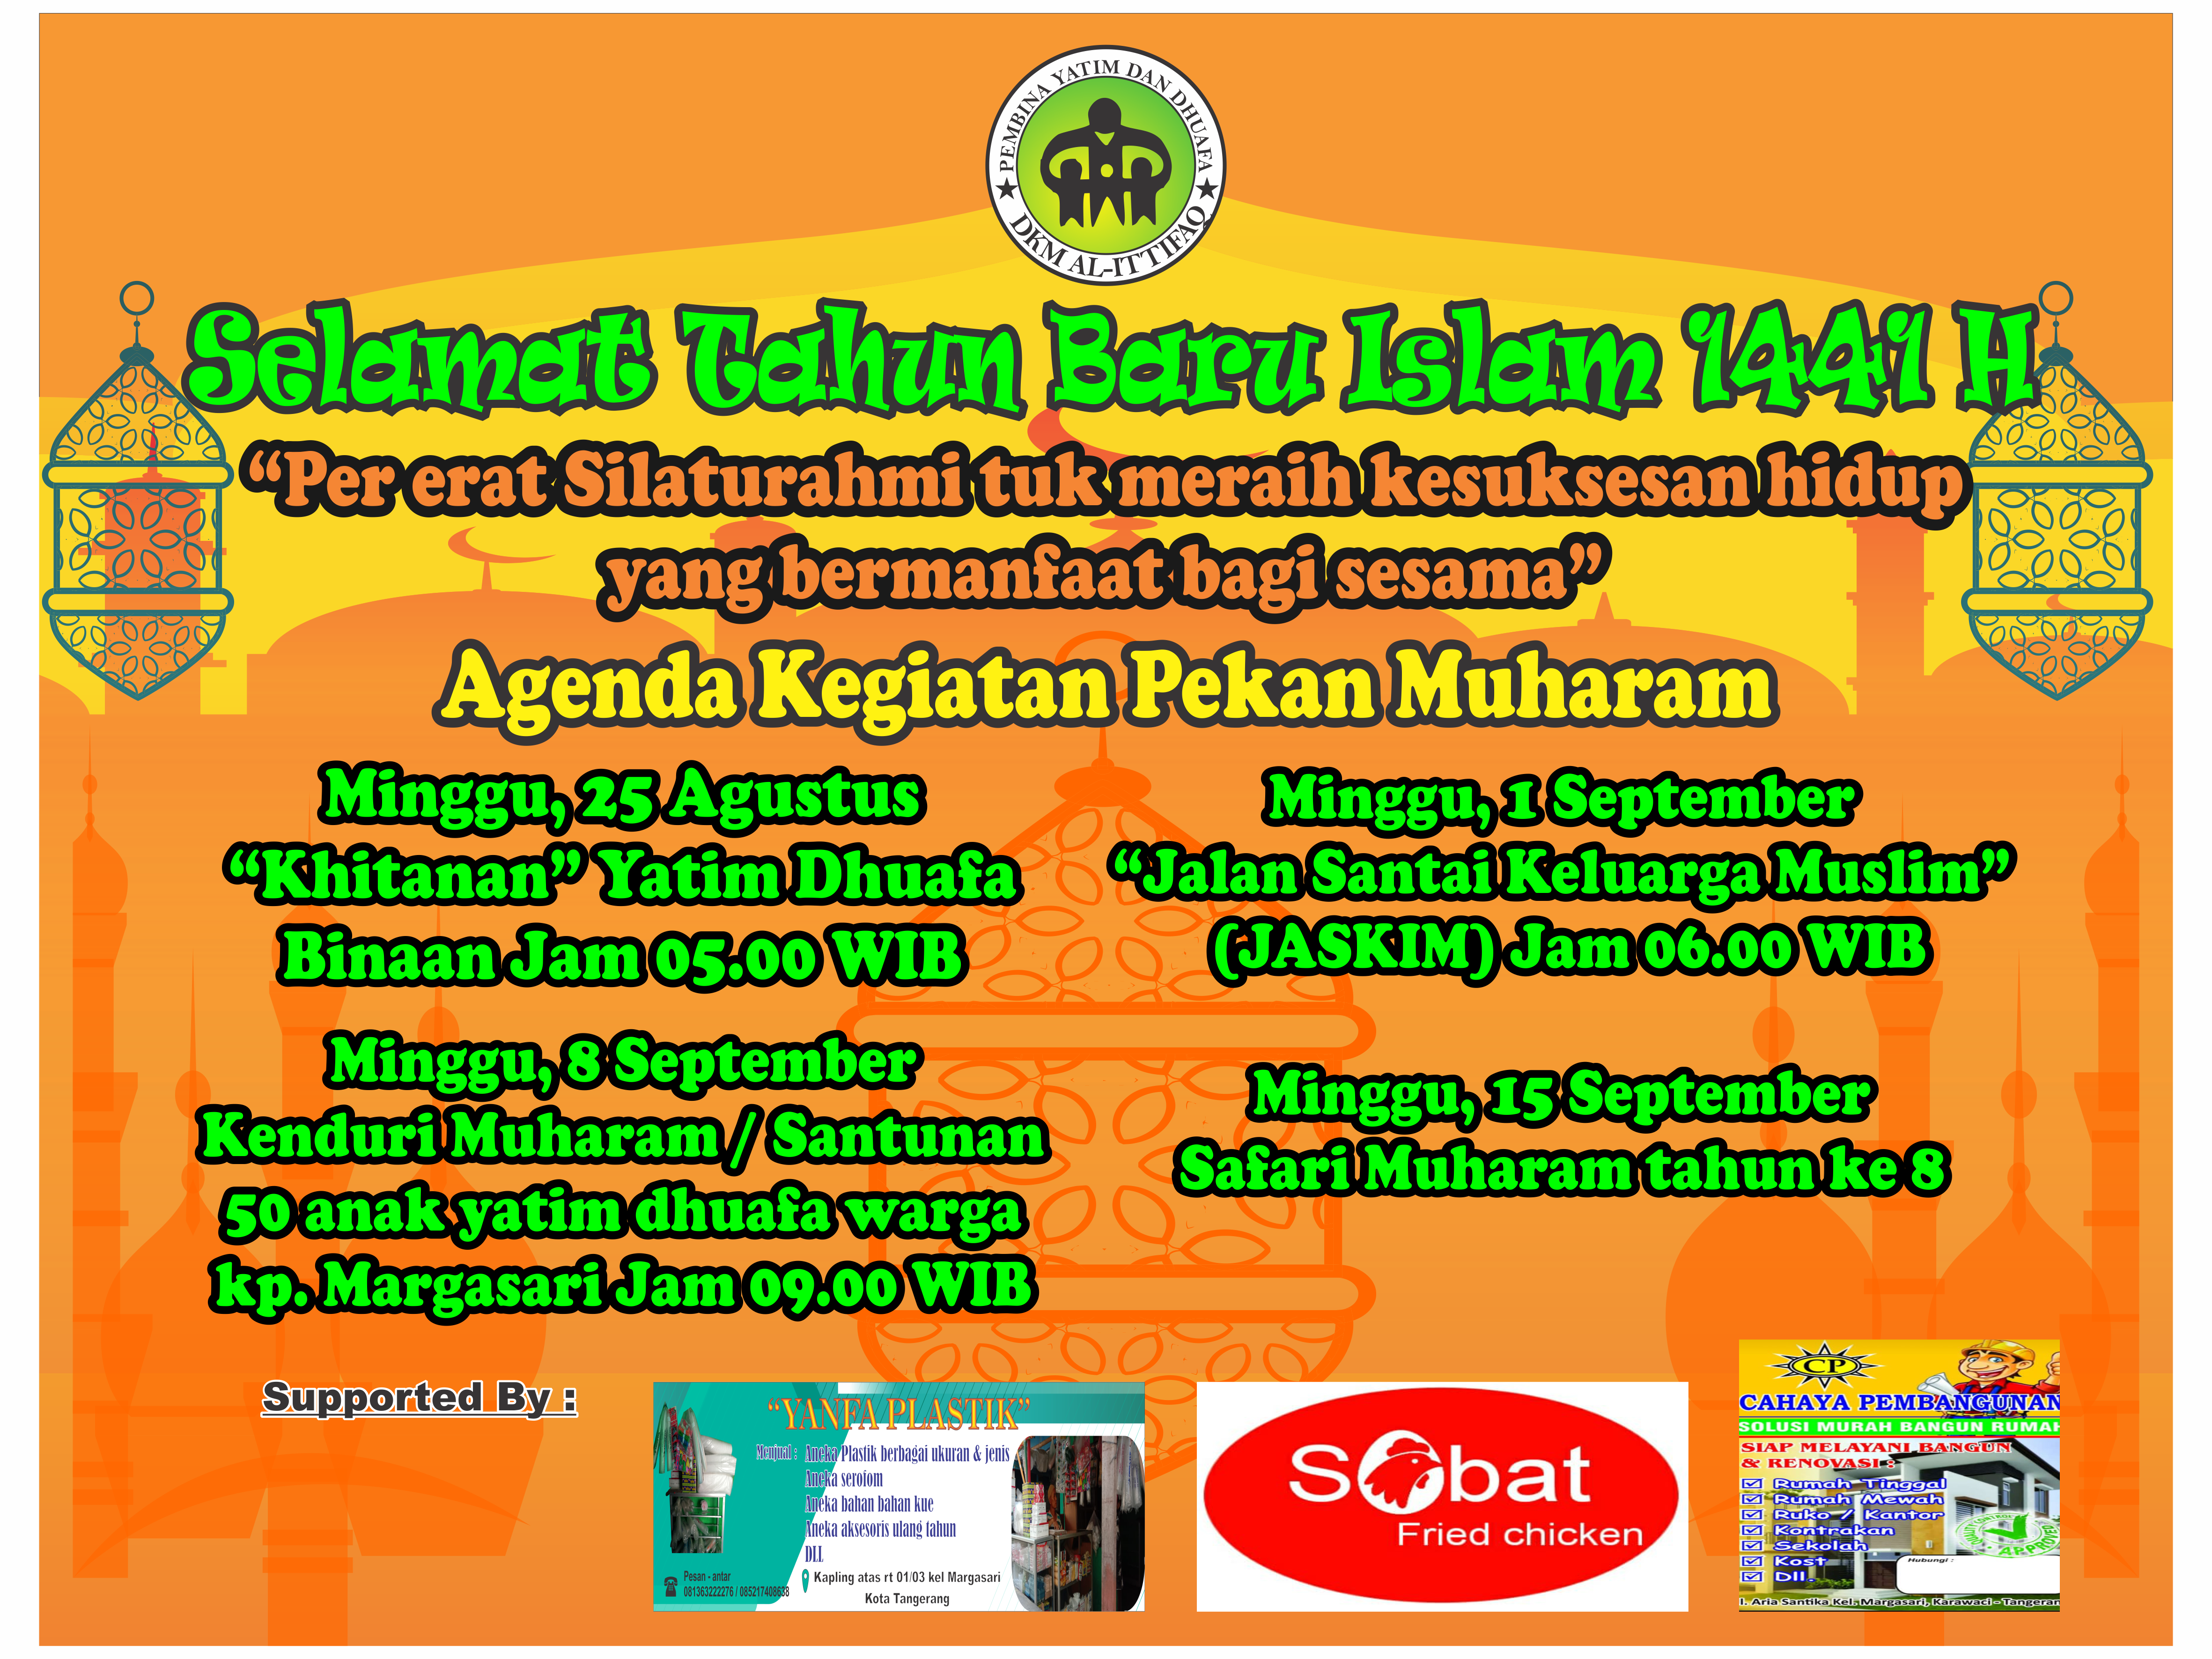 PEMBINA YATIM DAN DHUAFA
DKM AL-ITTIFAQ
Selamat Tahun Baru Islam 1441 H
“Per erat Silaturahmi tuk meraih kesuksesan hidup
yang bermanfaat bagi sesama”
Agenda Kegiatan Pekan Muharam
Minggu, 25 Agustus
“Khitanan” Yatim Dhuafa
Binaan Jam 05.00 WIB
Minggu, 1 September
“Jalan Santai Keluarga Muslim”
(JASKIM) Jam 06.00 WIB
Minggu, 8 September
Kenduri Muharam / Santunan
50 anak yatim dhuafa warga
kp. Margasari Jam 09.00 WIB
Minggu, 15 September
Safari Muharam tahun ke 8
Supported By :
“YANFA PLASTIK”
Menjual : Aneka Plastik berbagai ukuran & jenis
Aneka serofom
Aneka bahan bahan kue
Aneka aksesoris ulang tahun
DLL
Pesan - antar
081363222276 / 085217408638
Kapling atas rt 01/03 kel Margasari
Kota Tangerang
Sobat
Fried chicken
CP
CAHAYA PEMBANGUNAN
SOLUSI MURAH BANGUN RUMAH
SIAP MELAYANI BANGUN
& RENOVASI :
Rumah Tinggal
Rumah Mewah
Ruko / Kantor
Kontrakan
Sekolah
Kost
Dll.
APPROVED
Hubungi :
l. Aria Santika Kel. Margasari, Karawaci - Tangeran